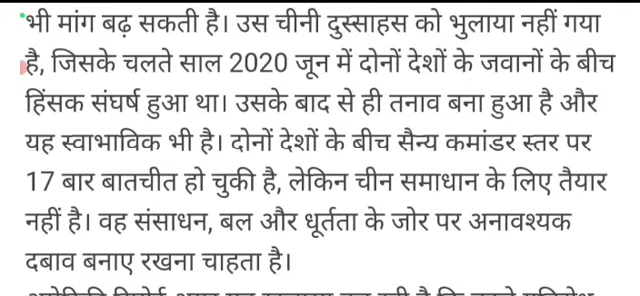 भी मांग बढ़ सकती है। उस चीनी दुस्साहस को भुलाया नहीं गया
है, जिसके चलते साल 2020 जून में दोनों देशों के जवानों के बीच
हिंसक संघर्ष हुआ था। उसके बाद से ही तनाव बना हुआ है और
यह स्वाभाविक भी है। दोनों देशों के बीच सैन्य कमांडर स्तर पर
17 बार बातचीत हो चुकी है, लेकिन चीन समाधान के लिए तैयार
नहीं है। वह संसाधन, बल और धूर्तता के जोर पर अनावश्यक
दबाव बनाए रखना चाहता है।